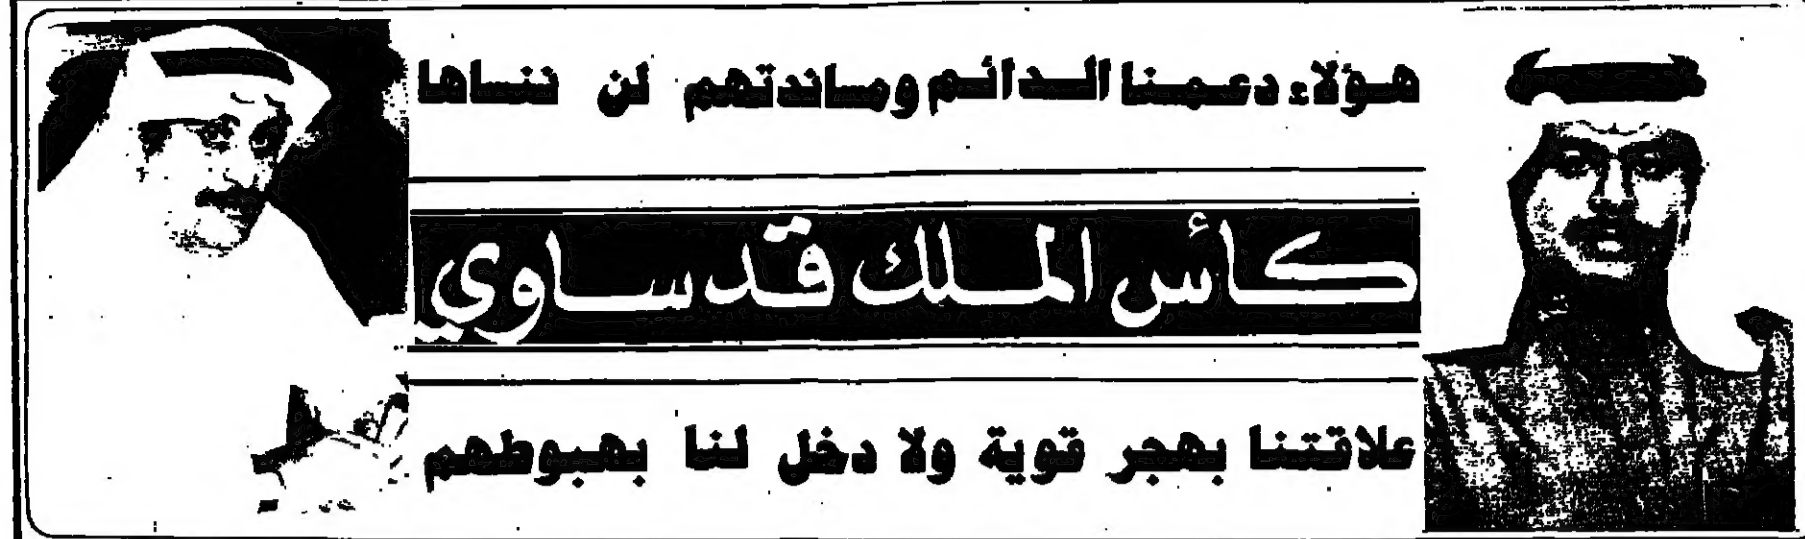 هؤلاء دعمنا الدائم ومساندتهم لن ننساها
كأس الملك قدساوي
علاقتنا بهجر قوية ولا دخل لنا بهبوطهم